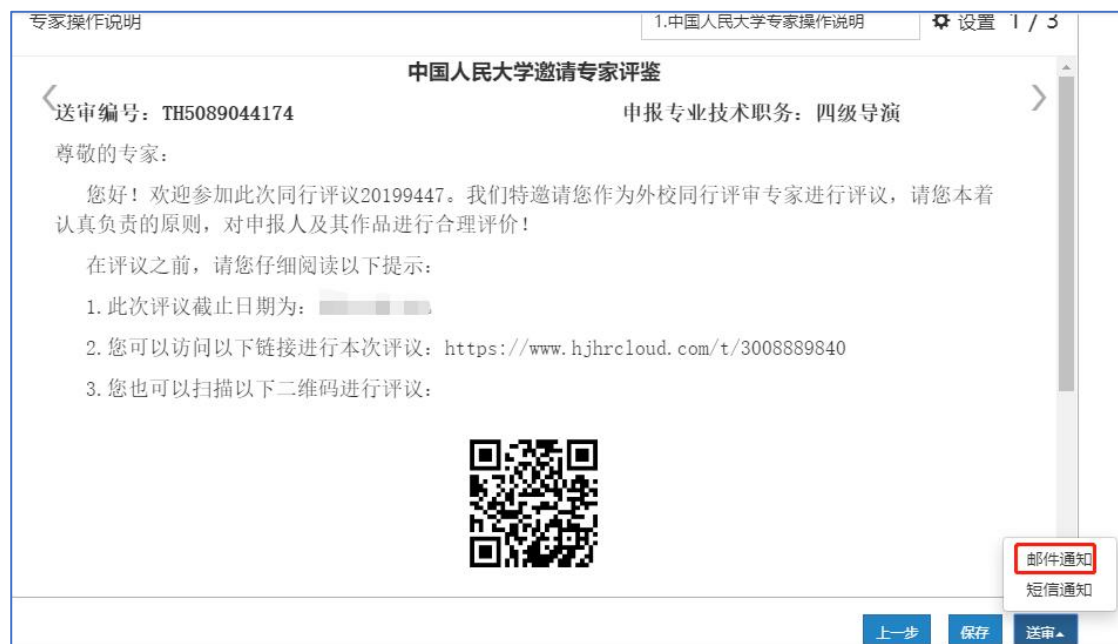 专家操作说明
1.中国人民大学专家操作说明
设置 1 / 3
中国人民大学邀请专家评鉴
送审编号：TH5089044174
申报专业技术职务：四级导演
尊敬的专家：
您好！欢迎参加此次同行评议20199447。我们特邀请您作为外校同行评审专家进行评议，请您本着
认真负责的原则，对申报人及其作品进行合理评价！
在评议之前，请您仔细阅读以下提示：
1.此次评议截止日期为：
2.您可以访问以下链接进行本次评议：https://www.hjhrcloud.com/t/3008889840
3.您也可以扫描以下二维码进行评议：
邮件通知
短信通知
上一步
保存
送审